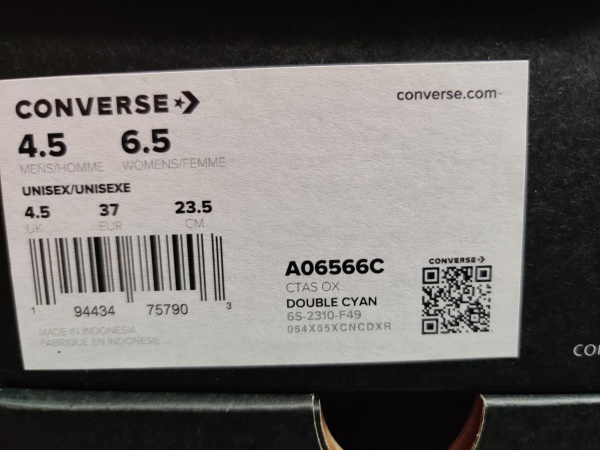 CONVERSE
converse.com
4.5 6.5
MENS/HOMME WOMENS/FEMME
UNISEX/UNISEXE
4.5 37 23.5
UK EUR CM
1 94434 75790 3
MADE IN INDONESIA
FABRIQUE EN INDONESIE
A06566C
CTAS OX
DOUBLE CYAN
6S-2310-F49
054X55XCNCDXR
CONVERSE